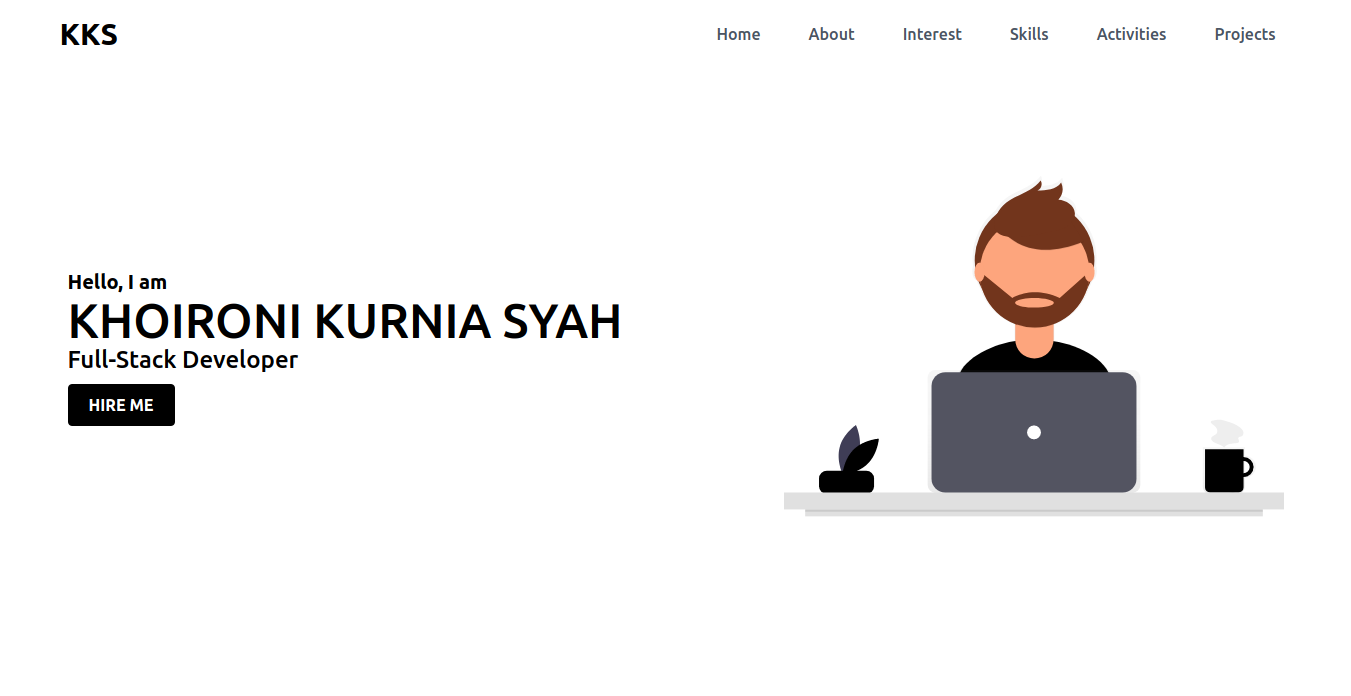 KKS
Home About Interest Skills Activities Projects
Hello, I am
KHOIRONI KURNIA SYAH
Full-Stack Developer
HIRE ME